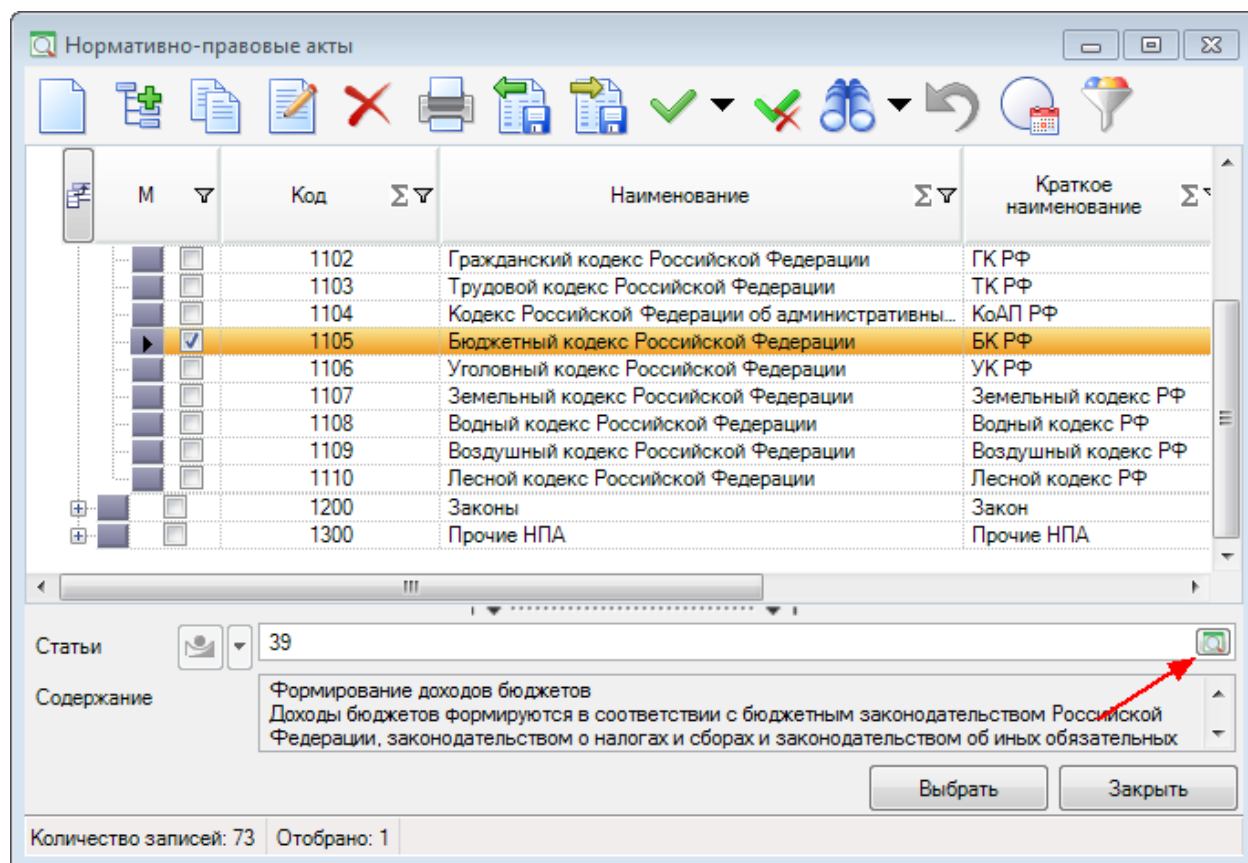 Нормативно-правовые акты
М Код Наименование Краткое наименование
1102 Гражданский кодекс Российской Федерации ГК РФ
1103 Трудовой кодекс Российской Федерации ТК РФ
1104 Кодекс Российской Федерации об административны... КоАП РФ
1105 Бюджетный кодекс Российской Федерации БК РФ
1106 Уголовный кодекс Российской Федерации УК РФ
1107 Земельный кодекс Российской Федерации Земельный кодекс РФ
1108 Водный кодекс Российской Федерации Водный кодекс РФ
1109 Воздушный кодекс Российской Федерации Воздушный кодекс РФ
1110 Лесной кодекс Российской Федерации Лесной кодекс РФ
1200 Законы Закон
1300 Прочие НПА Прочие НПА
Статьи 39
Содержание Формирование доходов бюджетов
Доходы бюджетов формируются в соответствии с бюджетным законодательством Российской
Федерации, законодательством о налогах и сборах и законодательством об иных обязательных
Выбрать Закрыть
Количество записей: 73 Отобрано: 1